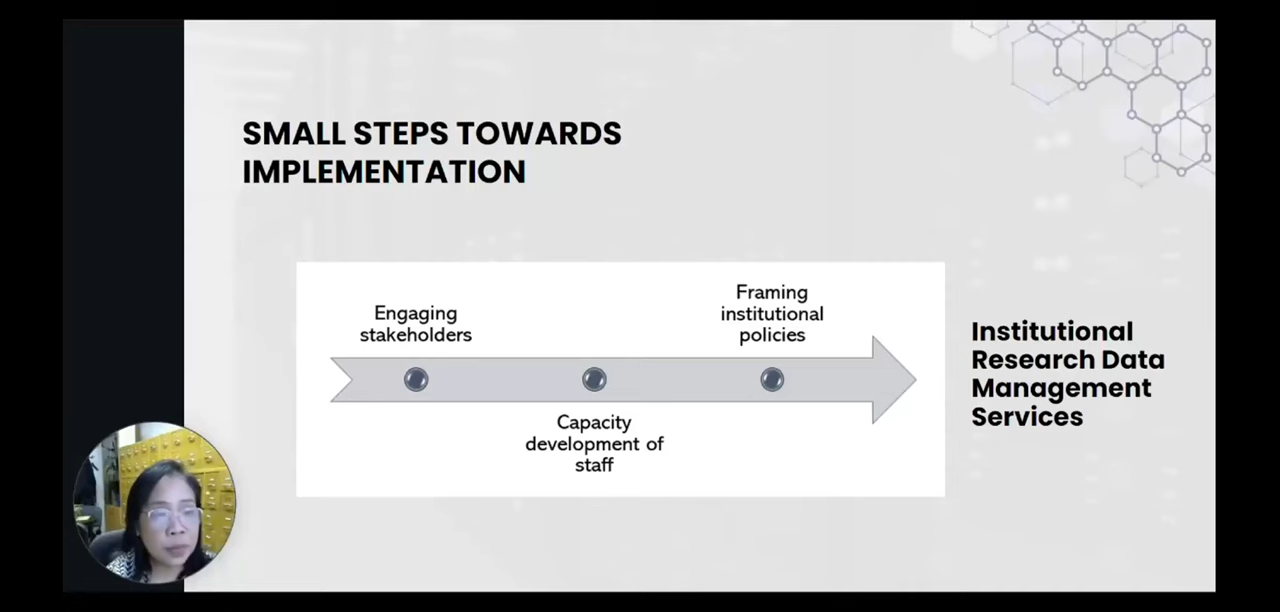 SMALL STEPS TOWARDS
IMPLEMENTATION
Engaging
stakeholders
Capacity
development of
staff
Framing
institutional
policies
Institutional
Research Data
Management
Services